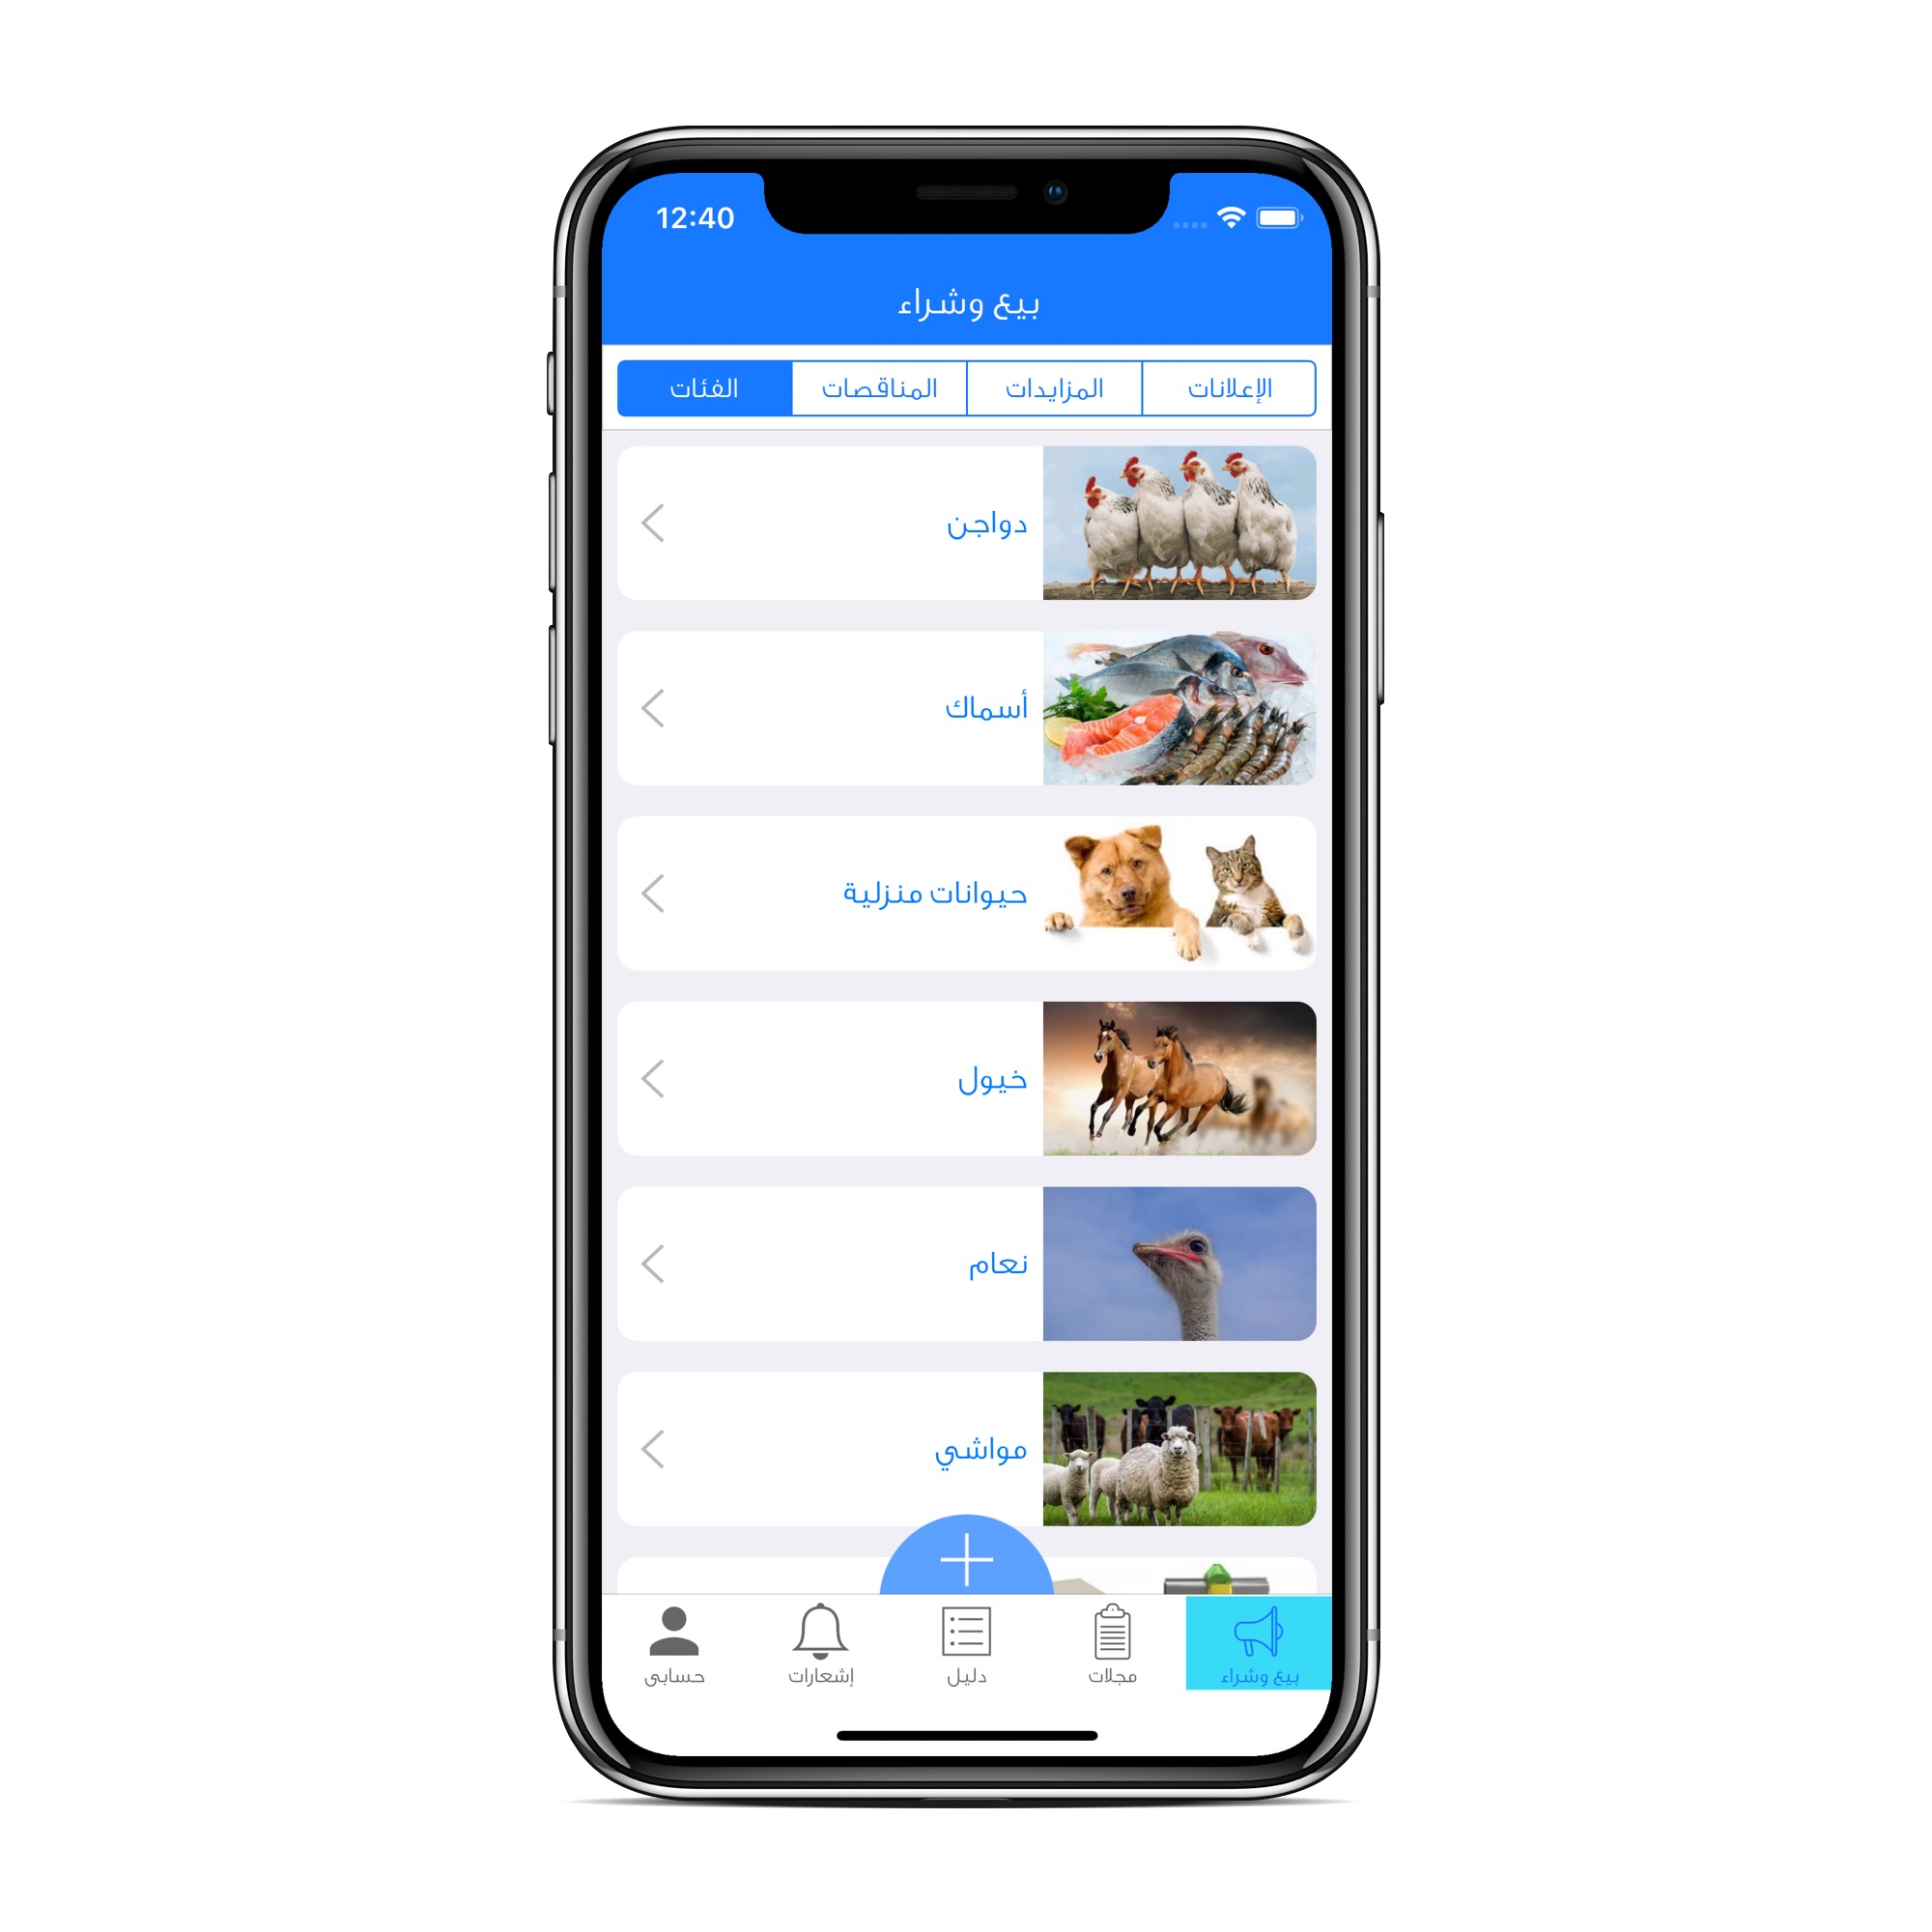 12:40
بيع وشراء
الإعلانات المزايدات المناقصات الفئات
دواجن
أسماك
حيوانات منزلية
خيول
نعام
مواشي
بيع وشراء مجلات دليل إشعارات حسابى